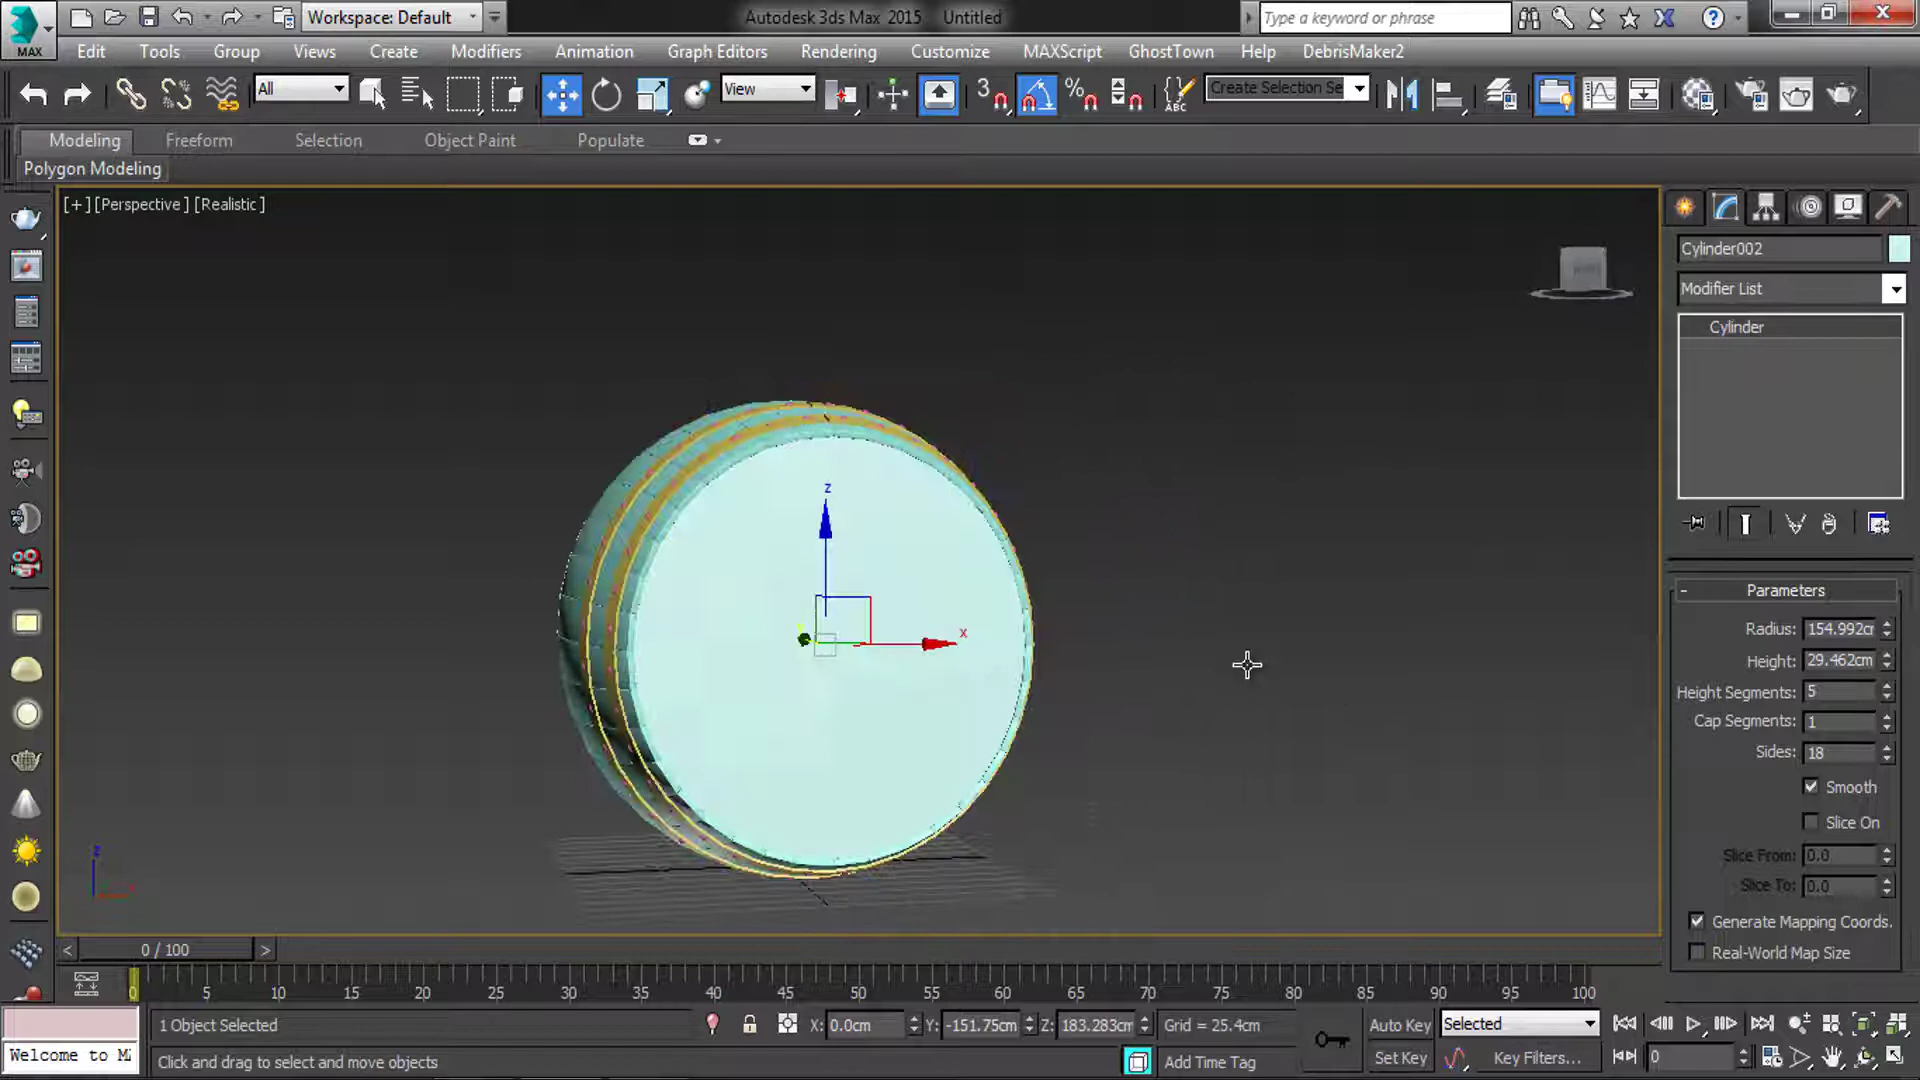 Workspace: Default
Autodesk 3ds Max 2015 Untitled
Type a keyword or phrase
MAX
Edit Tools Group Views Create Modifiers Animation Graph Editors Rendering Customize MAXScript GhostTown Help DebrisMaker2
All
View
3
%
ABC
Create Selection Se
Modeling Freeform Selection Object Paint Populate
Polygon Modeling
[+] [Perspective] [Realistic]
Cylinder002
Modifier List
Cylinder
z
x
Parameters
Radius: 154.992cm
Height: 29.462cm
Height Segments: 5
Cap Segments: 1
Sides: 18
Smooth
Slice On
Slice From: 0.0
Slice To: 0.0
Generate Mapping Coords.
Real-World Map Size
z
< 0 / 100 >
0 5 10 15 20 25 30 35 40 45 50 55 60 65 70 75 80 85 90 95 100
1 Object Selected
X: 0.0cm Y: -151.75cm Z: 183.283cm
Grid = 25.4cm
Auto Key
Selected
Welcome to M
Click and drag to select and move objects
Add Time Tag
Set Key
Key Filters...
0